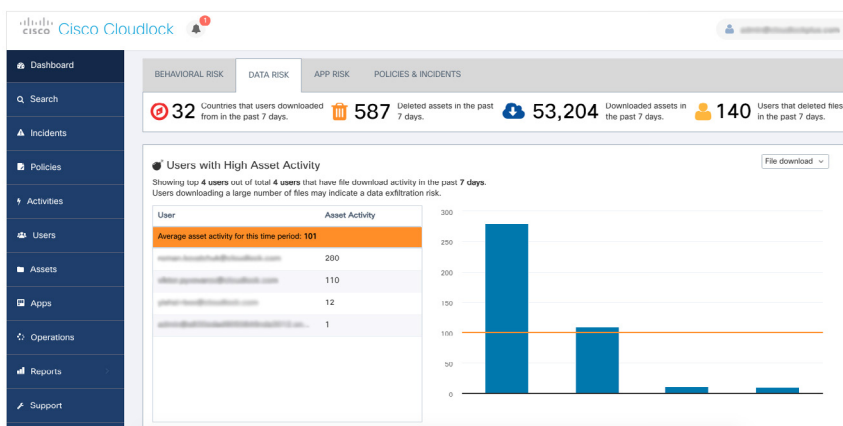 cisco Cisco Cloudlock 1
Dashboard
Search
Incidents
Policies
Activities
Users
Assets
Apps
Operations
Reports
Support
BEHAVIORAL RISK DATA RISK APP RISK POLICIES & INCIDENTS
32 Countries that users downloaded from in the past 7 days.
587 Deleted assets in the past 7 days.
53,204 Downloaded assets in the past 7 days.
140 Users that deleted files in the past 7 days.
Users with High Asset Activity
File download
Showing top 4 users out of total 4 users that have file download activity in the past 7 days.
Users downloading a large number of files may indicate a data exfiltration risk.
User Asset Activity
Average asset activity for this time period: 101
280
110
12
1
300
250
200
150
100
50
0